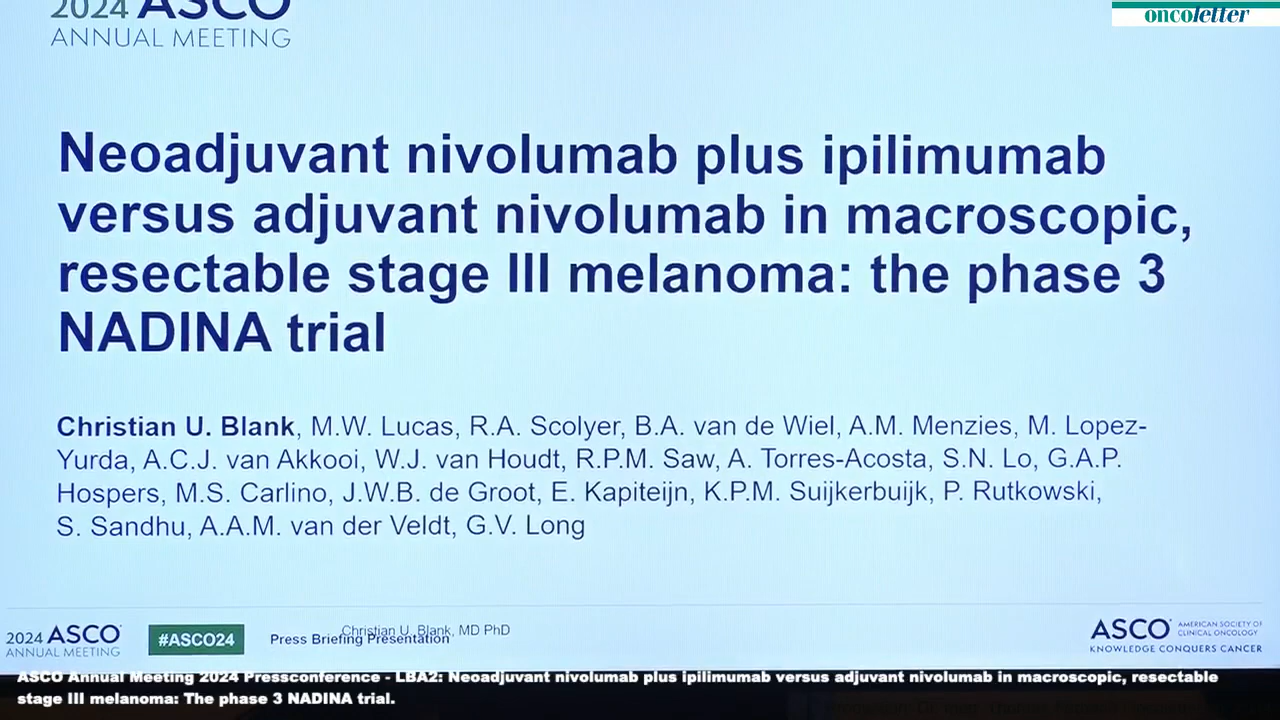 oncoletter
2024 ASCO
ANNUAL MEETING
Neoadjuvant nivolumab plus ipilimumab
versus adjuvant nivolumab in macroscopic,
resectable stage III melanoma: the phase 3
NADINA trial
Christian U. Blank, M.W. Lucas, R.A. Scolyer, B.A. van de Wiel, A.M. Menzies, M. Lopez-
Yurda, A.C.J. van Akkooi, W.J. van Houdt, R.P.M. Saw, A. Torres-Acosta, S.N. Lo, G.A.P.
Hospers, M.S. Carlino, J.W.B. de Groot, E. Kapiteijn, K.P.M. Suijkerbuijk, P. Rutkowski,
S. Sandhu, A.A.M. van der Veldt, G.V. Long
2024 ASCO
ANNUAL MEETING
#ASCO24
Christian U. Blank, MD PhD
Press Briefing Presentation
ASCO AMERICAN SOCIETY OF
CLINICAL ONCOLOGY
KNOWLEDGE CONQUERS CANCER
ASCO Annual Meeting 2024 Pressconference - LBA2: Neoadjuvant nivolumab plus ipilimumab versus adjuvant nivolumab in macroscopic, resectable
stage III melanoma: The phase 3 NADINA trial.